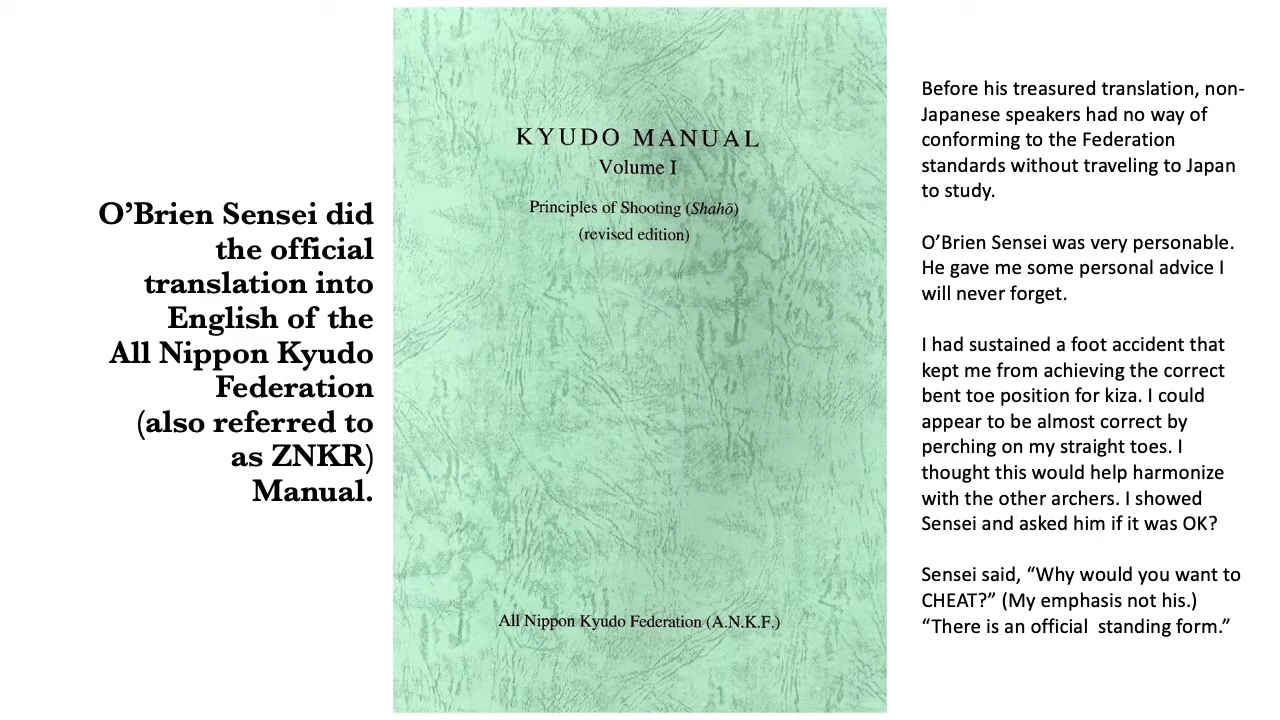 O’Brien Sensei did
the official
translation into
English of the
All Nippon Kyudo
Federation
(also referred to
as ZNKR)
Manual.
KYUDO MANUAL
Volume I
Principles of Shooting (Shahō)
(revised edition)
All Nippon Kyudo Federation (A.N.K.F.)
Before his treasured translation, non-
Japanese speakers had no way of
conforming to the Federation
standards without traveling to Japan
to study.
O’Brien Sensei was very personable.
He gave me some personal advice I
will never forget.
I had sustained a foot accident that
kept me from achieving the correct
bent toe position for kiza. I could
appear to be almost correct by
perching on my straight toes. I
thought this would help harmonize
with the other archers. I showed
Sensei and asked him if it was OK?
Sensei said, “Why would you want to
CHEAT?” (My emphasis not his.)
“There is an official  standing form.”